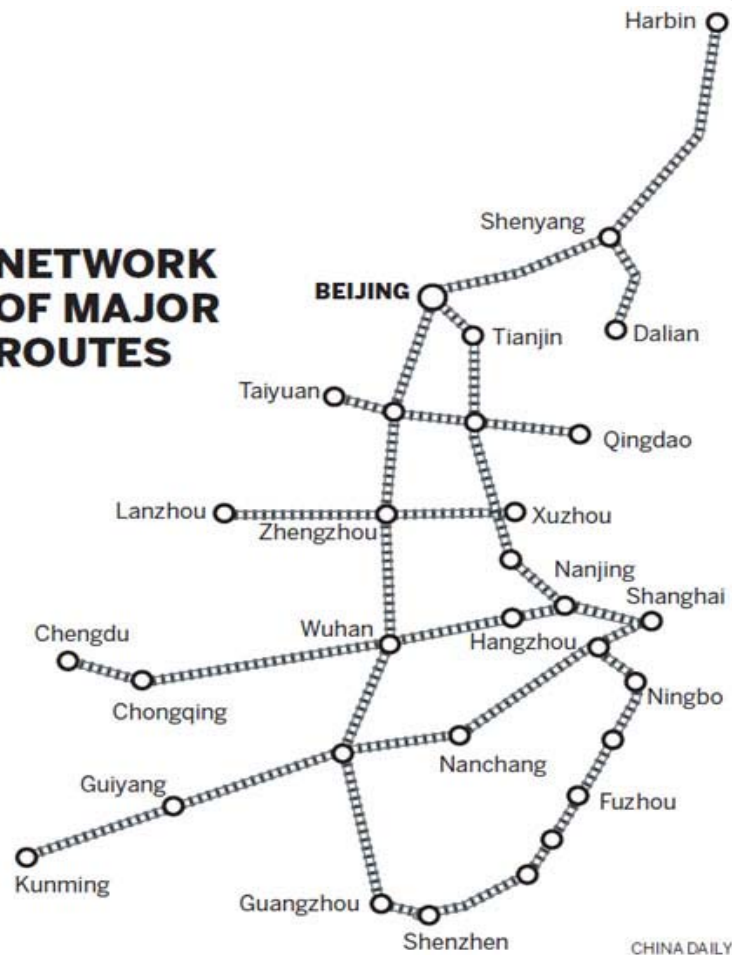 Harbin
Shenyang
NETWORK
OF MAJOR
ROUTES
BEIJING
Tianjin
Dalian
Taiyuan
Qingdao
Lanzhou
Zhengzhou
Xuzhou
Nanjing
Shanghai
Chengdu
Wuhan
Hangzhou
Chongqing
Ningbo
Nanchang
Guiyang
Fuzhou
Kunming
Guangzhou
Shenzhen
CHINA DAILY